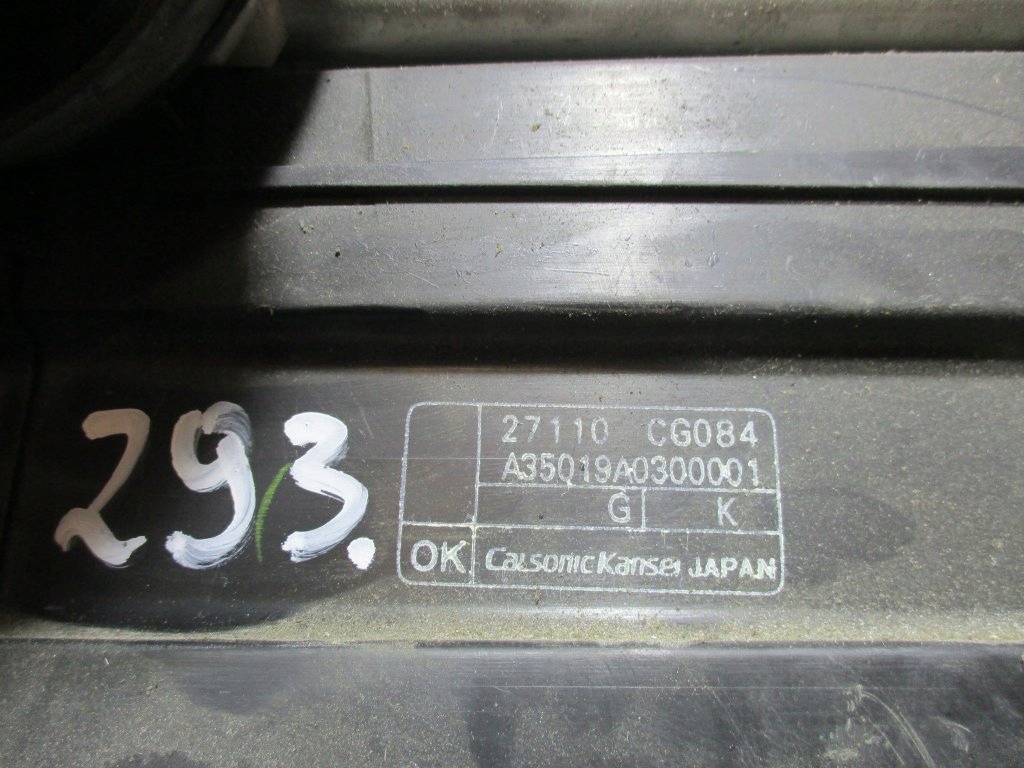 293.
27110 CG084
A35019A0300001
G K
OK CalsonicKansei JAPAN